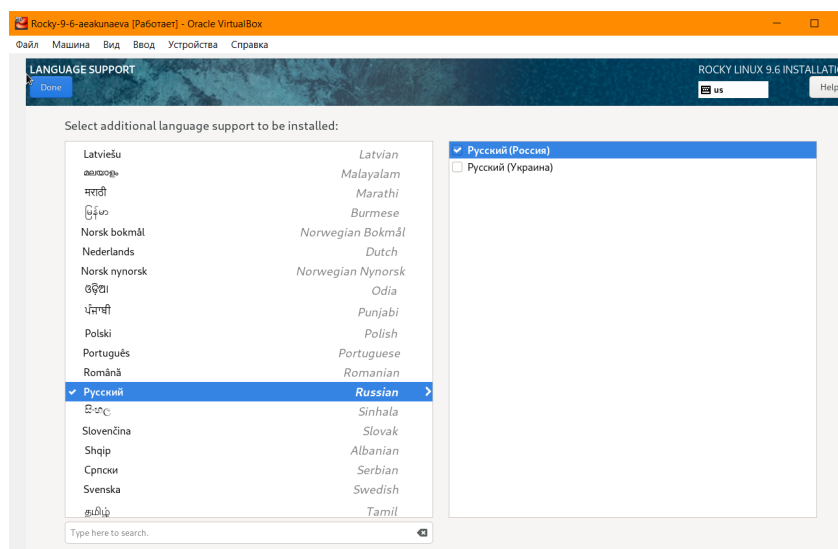 Rocky-9-6-aeakunaeva [Работает] - Oracle VirtualBox
Файл Машина Вид Ввод Устройства Справка
LANGUAGE SUPPORT
ROCKY LINUX 9.6 INSTALLATI
Done
us
Help
Select additional language support to be installed:
Latviešu Latvian
മലയാളം Malayalam
मराठी Marathi
မြန်မာ Burmese
Norsk bokmål Norwegian Bokmål
Nederlands Dutch
Norsk nynorsk Norwegian Nynorsk
ଓଡ଼ିଆ Odia
ਪੰਜਾਬੀ Punjabi
Polski Polish
Português Portuguese
Română Romanian
Русский Russian
සිංහල Sinhala
Slovenčina Slovak
Shqip Albanian
Српски Serbian
Svenska Swedish
தமிழ் Tamil
Русский (Россия)
Русский (Украина)
Type here to search.